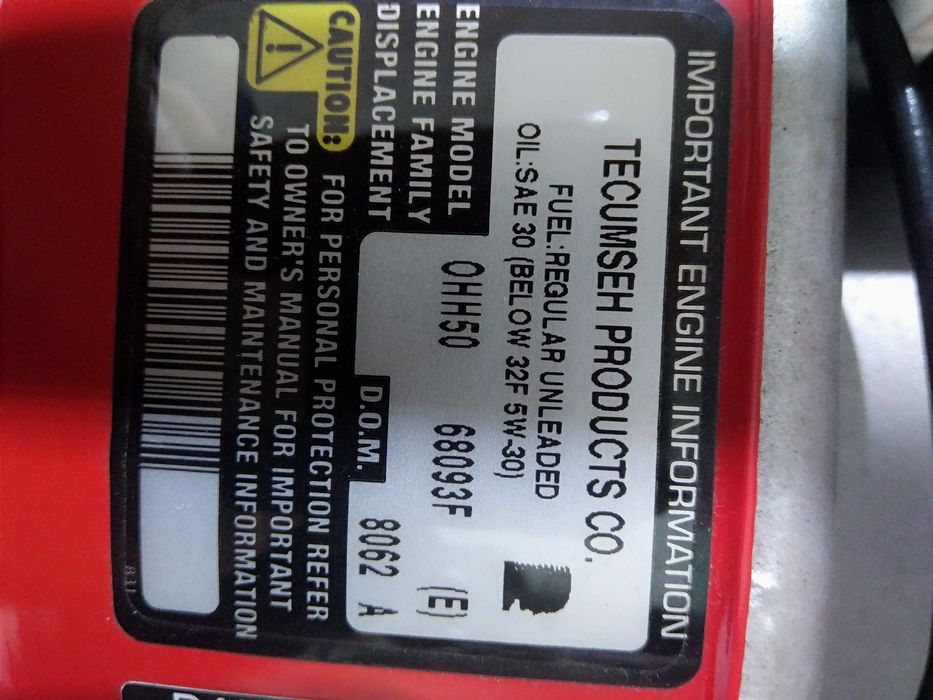 IMPORTANT ENGINE INFORMATION
TECUMSEH PRODUCTS CO.
FUEL:REGULAR UNLEADED
OIL:SAE 30 (BELOW 32F 5W-30)
ENGINE MODEL OHH50 68093F (E)
ENGINE FAMILY
DISPLACEMENT D.O.M. 8062 A
CAUTION: FOR PERSONAL PROTECTION REFER
TO OWNER'S MANUAL FOR IMPORTANT
SAFETY AND MAINTENANCE INFORMATION